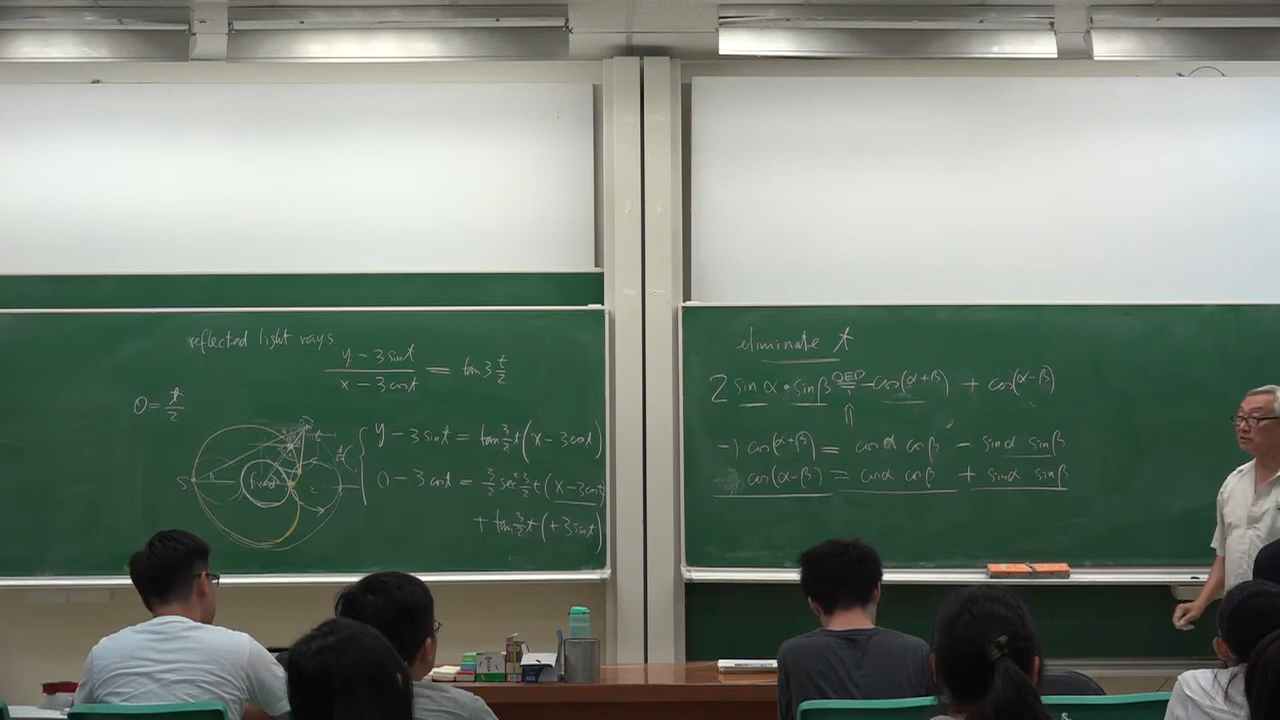 reflected light rays
y - 3 sin t / x - 3 cos t = tan 3 t/2
θ = t/2
y - 3 sin t = tan 3/2 t (x - 3 cos t)
0 - 3 cos t = 3/2 sec² 3/2 t (x - 3 cos t)
+ tan 3/2 t (+3 sin t)
S
eliminate t
2 sin α · sin β QED = -cos(α+β) + cos(α-β)
⇑
-) cos(α+β) = cos α cos β - sin α sin β
cos(α-β) = cos α cos β + sin α sin β